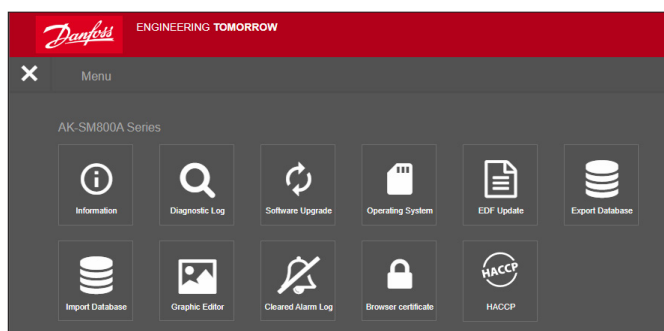 Danfoss
ENGINEERING TOMORROW
Menu
AK-SM800A Series
Information
Diagnostic Log
Software Upgrade
Operating System
EDF Update
Export Database
Import Database
Graphic Editor
Cleared Alarm Log
Browser certificate
HACCP
HACCP